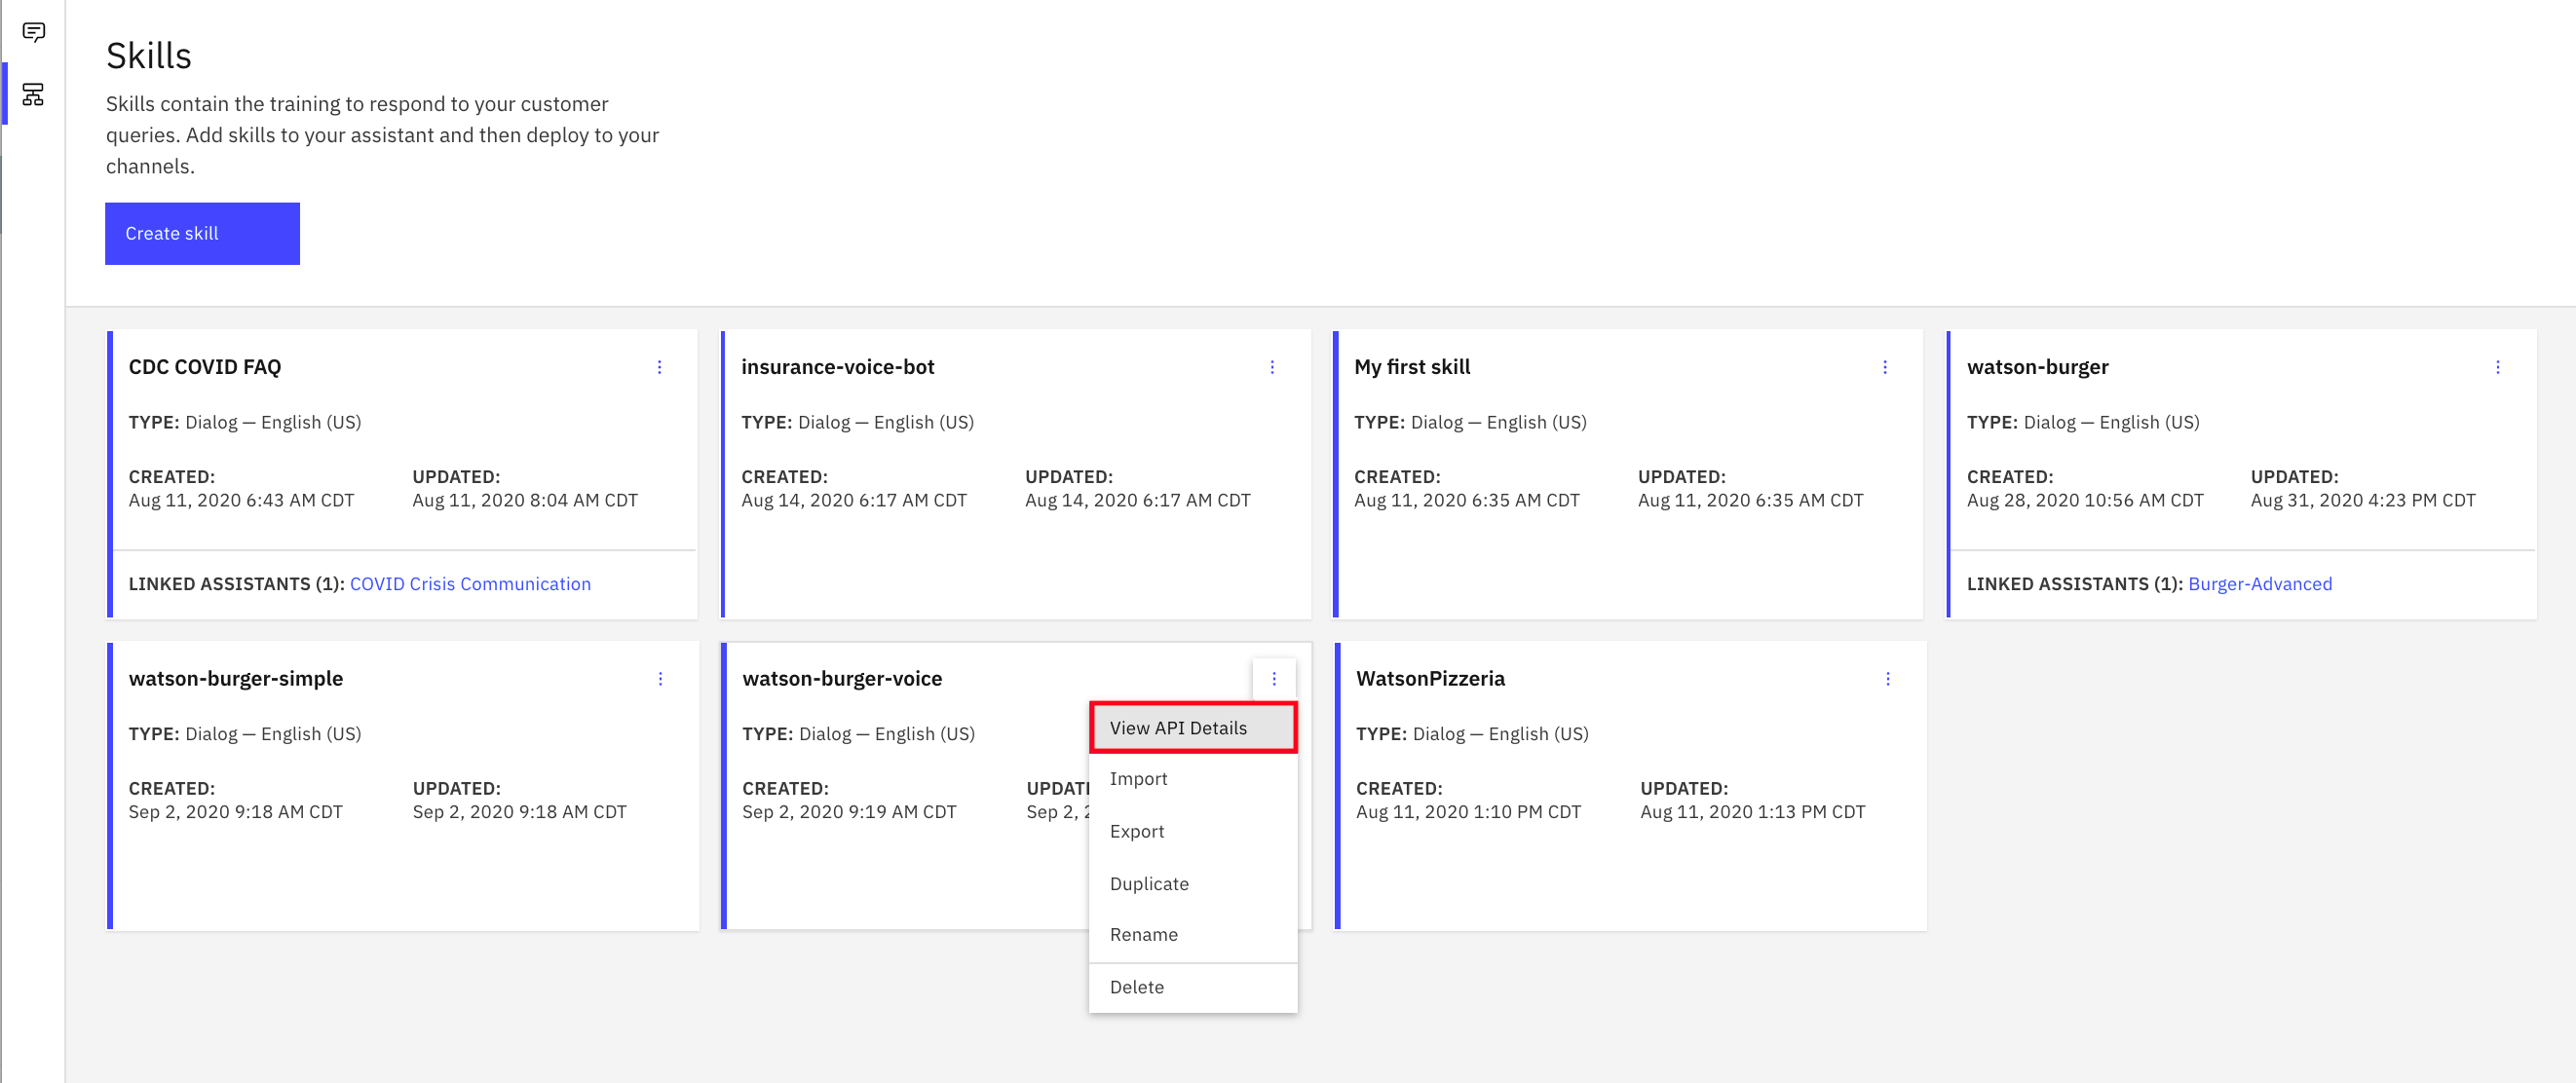 Skills
Skills contain the training to respond to your customer
queries. Add skills to your assistant and then deploy to your
channels.
Create skill
CDC COVID FAQ
TYPE: Dialog — English (US)
CREATED:
Aug 11, 2020 6:43 AM CDT
UPDATED:
Aug 11, 2020 8:04 AM CDT
LINKED ASSISTANTS (1): COVID Crisis Communication
insurance-voice-bot
TYPE: Dialog — English (US)
CREATED:
Aug 14, 2020 6:17 AM CDT
UPDATED:
Aug 14, 2020 6:17 AM CDT
My first skill
TYPE: Dialog — English (US)
CREATED:
Aug 11, 2020 6:35 AM CDT
UPDATED:
Aug 11, 2020 6:35 AM CDT
watson-burger
TYPE: Dialog — English (US)
CREATED:
Aug 28, 2020 10:56 AM CDT
UPDATED:
Aug 31, 2020 4:23 PM CDT
LINKED ASSISTANTS (1): Burger-Advanced
watson-burger-simple
TYPE: Dialog — English (US)
CREATED:
Sep 2, 2020 9:18 AM CDT
UPDATED:
Sep 2, 2020 9:18 AM CDT
watson-burger-voice
TYPE: Dialog — English (US)
CREATED:
Sep 2, 2020 9:19 AM CDT
UPDAT
Sep 2, 2
View API Details
Import
Export
Duplicate
Rename
Delete
WatsonPizzeria
TYPE: Dialog — English (US)
CREATED:
Aug 11, 2020 1:10 PM CDT
UPDATED:
Aug 11, 2020 1:13 PM CDT